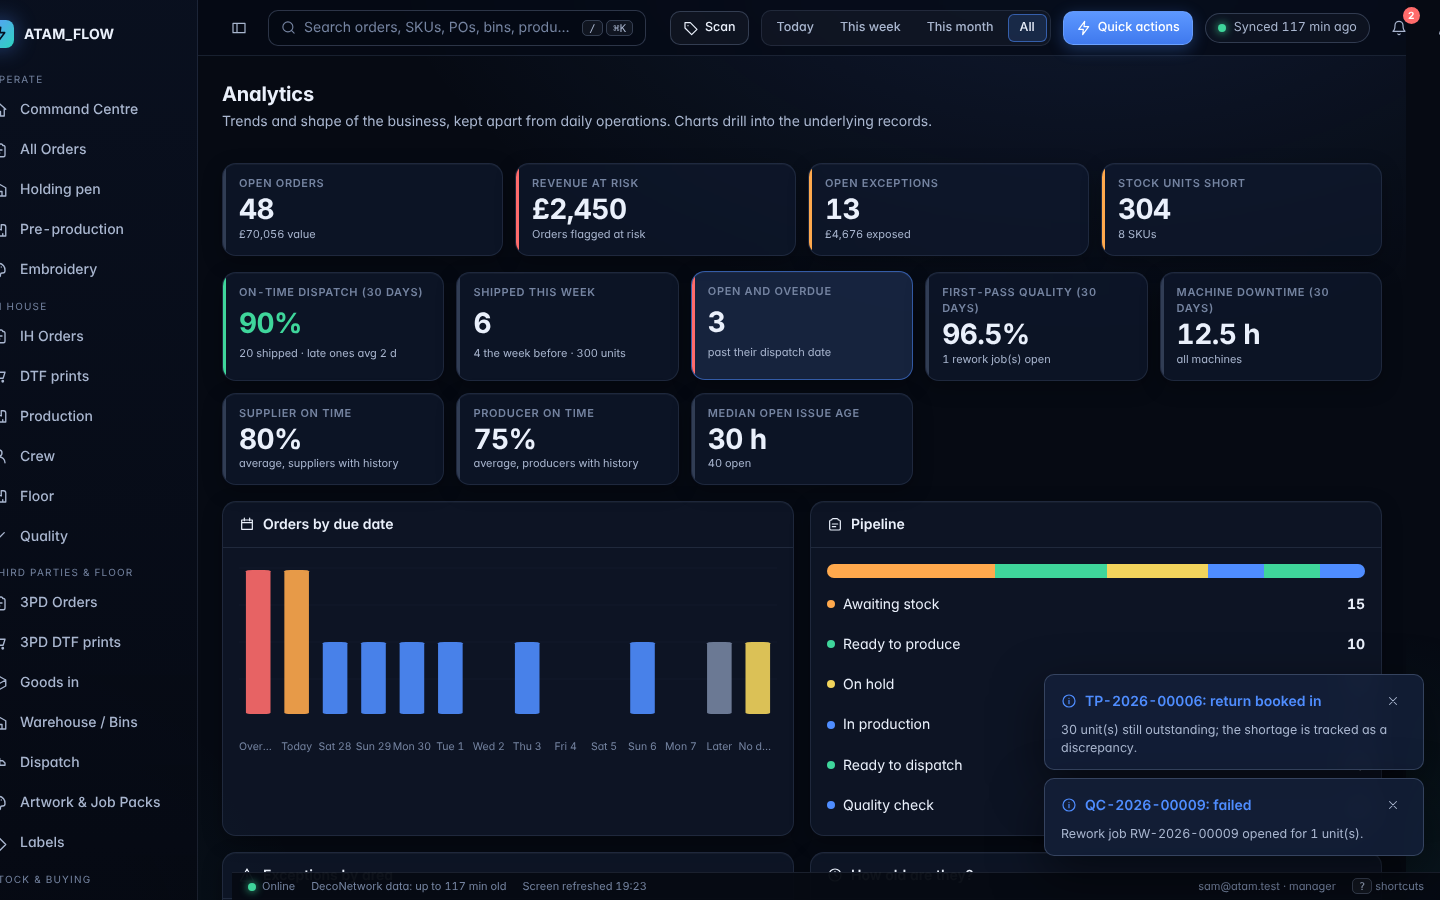 ATAM_FLOW
Search orders, SKUs, POs, bins, produ... / ⌘K
Scan
Today This week This month All
Quick actions
Synced 117 min ago
2
PERATE
Command Centre
All Orders
Holding pen
Pre-production
Embroidery
HOUSE
IH Orders
DTF prints
Production
Crew
Floor
Quality
HIRD PARTIES & FLOOR
3PD Orders
3PD DTF prints
Goods in
Warehouse / Bins
Dispatch
Artwork & Job Packs
Labels
TOCK & BUYING
Analytics
Trends and shape of the business, kept apart from daily operations. Charts drill into the underlying records.
OPEN ORDERS
48
£70,056 value
REVENUE AT RISK
£2,450
Orders flagged at risk
OPEN EXCEPTIONS
13
£4,676 exposed
STOCK UNITS SHORT
304
8 SKUs
ON-TIME DISPATCH (30 DAYS)
90%
20 shipped · late ones avg 2 d
SHIPPED THIS WEEK
6
4 the week before · 300 units
OPEN AND OVERDUE
3
past their dispatch date
FIRST-PASS QUALITY (30
DAYS)
96.5%
1 rework job(s) open
MACHINE DOWNTIME (30
DAYS)
12.5 h
all machines
SUPPLIER ON TIME
80%
average, suppliers with history
PRODUCER ON TIME
75%
average, producers with history
MEDIAN OPEN ISSUE AGE
30 h
40 open
Orders by due date
Over... Today Sat 28 Sun 29 Mon 30 Tue 1 Wed 2 Thu 3 Fri 4 Sat 5 Sun 6 Mon 7 Later No d...
Pipeline
Awaiting stock 15
Ready to produce 10
On hold
In production
Ready to dispatch
Quality check
TP-2026-00006: return booked in
30 unit(s) still outstanding; the shortage is tracked as a
discrepancy.
QC-2026-00009: failed
Rework job RW-2026-00009 opened for 1 unit(s).
Exceptions by area
How old are they?
Online DecoNetwork data: up to 117 min old Screen refreshed 19:23
sam@atam.test · manager ? shortcuts